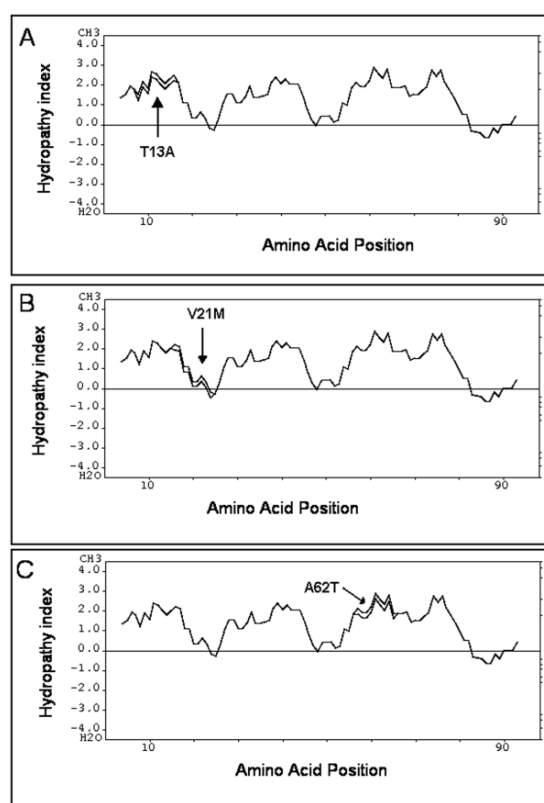 A
CH3
4.0
3.0
2.0
1.0
0.0
-1.0
-2.0
-3.0
-4.0
H2O
Hydropathy index
T13A
10
90
Amino Acid Position
B
CH3
4.0
3.0
2.0
1.0
0.0
-1.0
-2.0
-3.0
-4.0
H2O
Hydropathy index
V21M
10
90
Amino Acid Position
C
CH3
4.0
3.0
2.0
1.0
0.0
-1.0
-2.0
-3.0
-4.0
H2O
Hydropathy index
A62T
10
90
Amino Acid Position